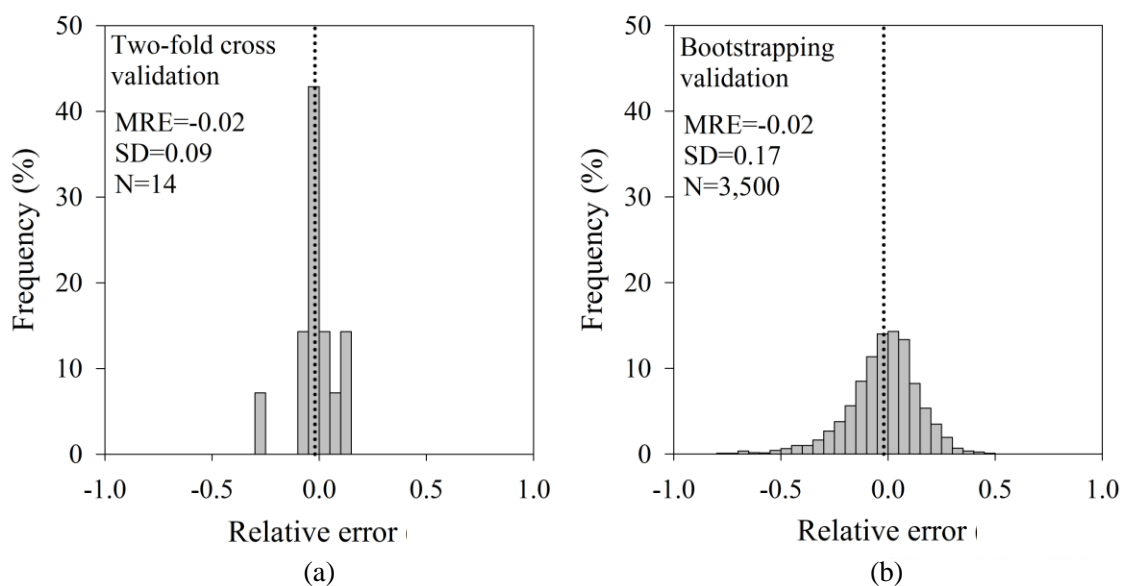 50
40
30
20
10
0
Frequency (%)
Two-fold cross
validation
MRE=-0.02
SD=0.09
N=14
-1.0 -0.5 0.0 0.5 1.0
Relative error (
(a)
50
40
30
20
10
0
Frequency (%)
Bootstrapping
validation
MRE=-0.02
SD=0.17
N=3,500
-1.0 -0.5 0.0 0.5 1.0
Relative error (
(b)